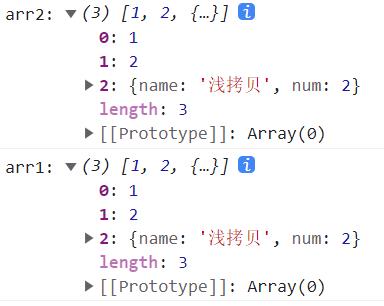 arr2: ▼ (3) [1, 2, {…}] i
0: 1
1: 2
▶ 2: {name: '浅拷贝', num: 2}
length: 3
▶ [[Prototype]]: Array(0)
arr1: ▼ (3) [1, 2, {…}] i
0: 1
1: 2
▶ 2: {name: '浅拷贝', num: 2}
length: 3
▶ [[Prototype]]: Array(0)